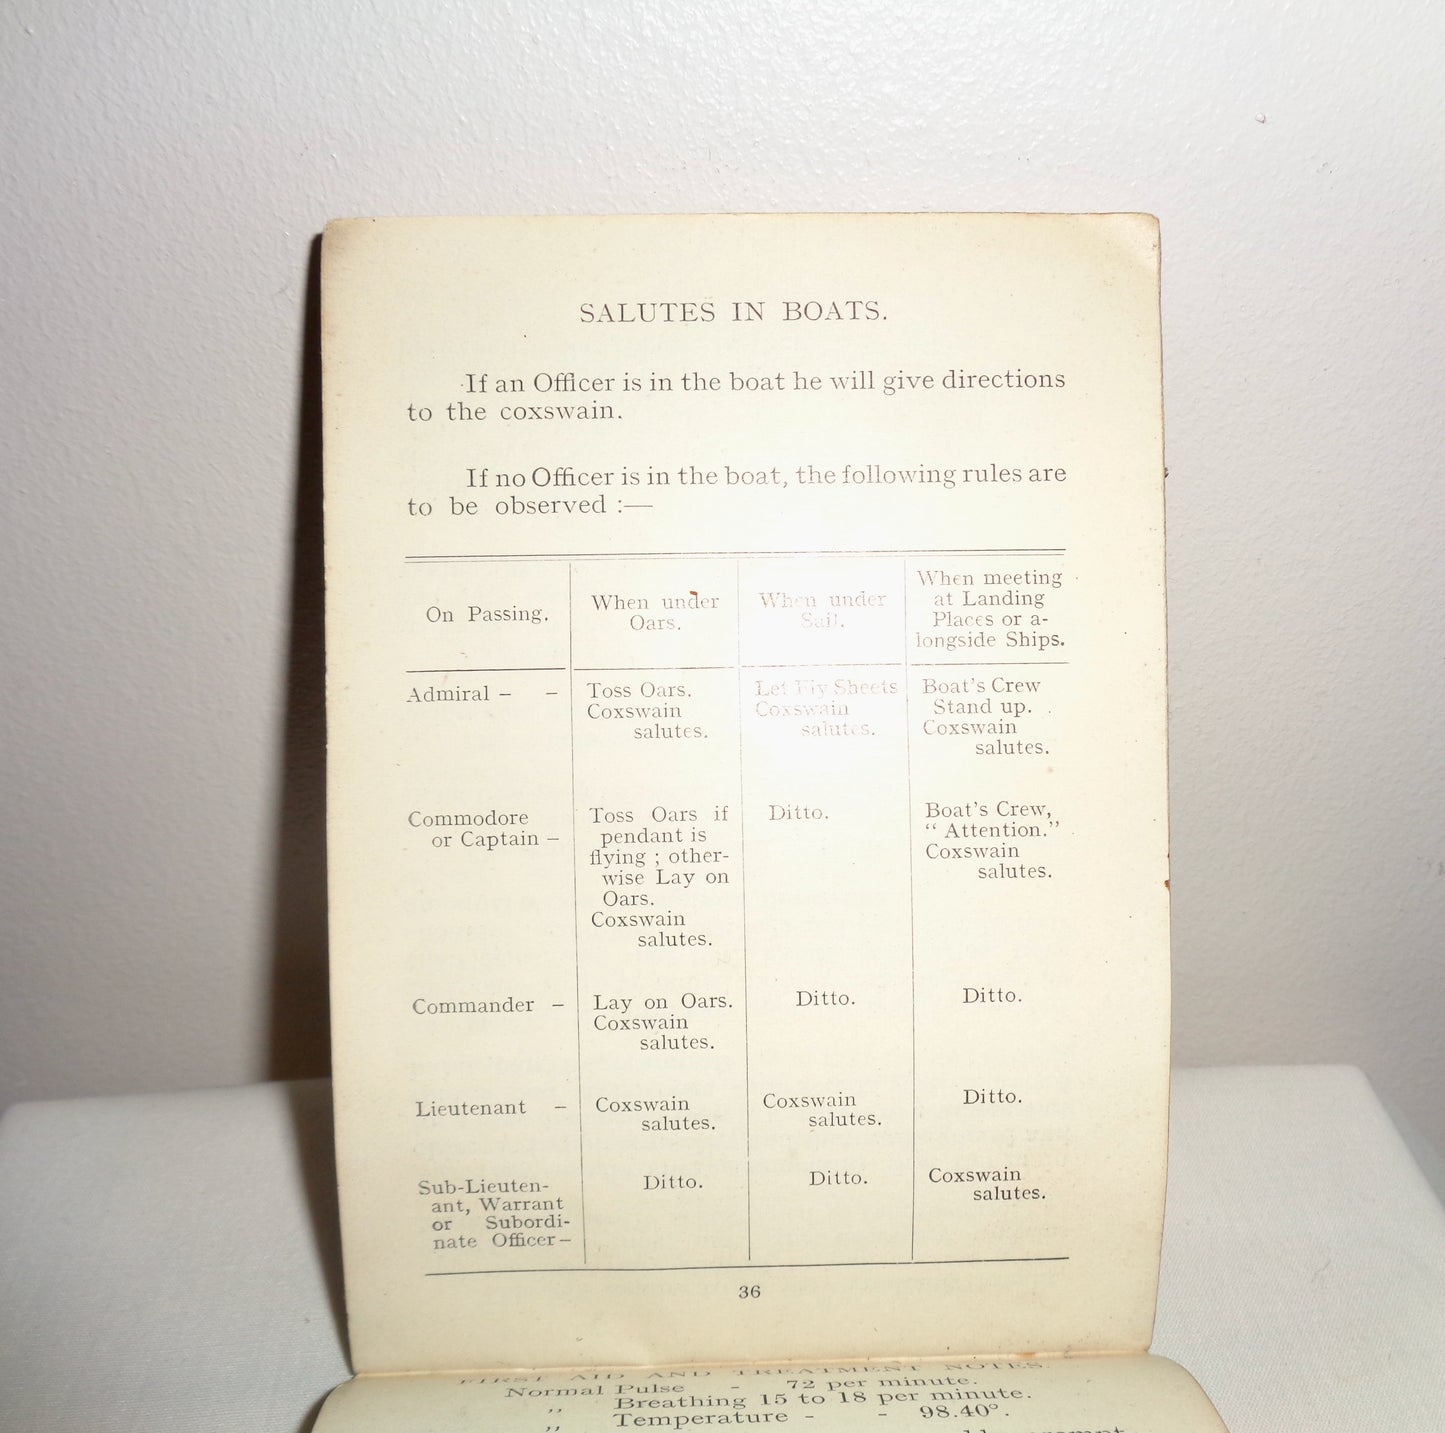 SALUTES IN BOATS.
If an Officer is in the boat he will give directions
to the coxswain.
If no Officer is in the boat, the following rules are
to be observed :—
On Passing.
When under
Oars.
When under
Sail.
When meeting
at Landing
Places or a-
longside Ships.
Admiral – –
Toss Oars.
Coxswain
salutes.
Let Fly Sheets
Coxswain
salutes.
Boat's Crew
Stand up.
Coxswain
salutes.
Commodore
or Captain –
Toss Oars if
pendant is
flying ; other-
wise Lay on
Oars.
Coxswain
salutes.
Ditto.
Boat's Crew,
“ Attention.”
Coxswain
salutes.
Commander –
Lay on Oars.
Coxswain
salutes.
Ditto.
Ditto.
Lieutenant –
Coxswain
salutes.
Coxswain
salutes.
Ditto.
Sub-Lieuten-
ant, Warrant
or Subordi-
nate Officer–
Ditto.
Ditto.
Coxswain
salutes.
36
FIRST AID AND TREATMENT NOTES.
Normal Pulse - 72 per minute.
,, Breathing 15 to 18 per minute.
,, Temperature - - 98.40°.